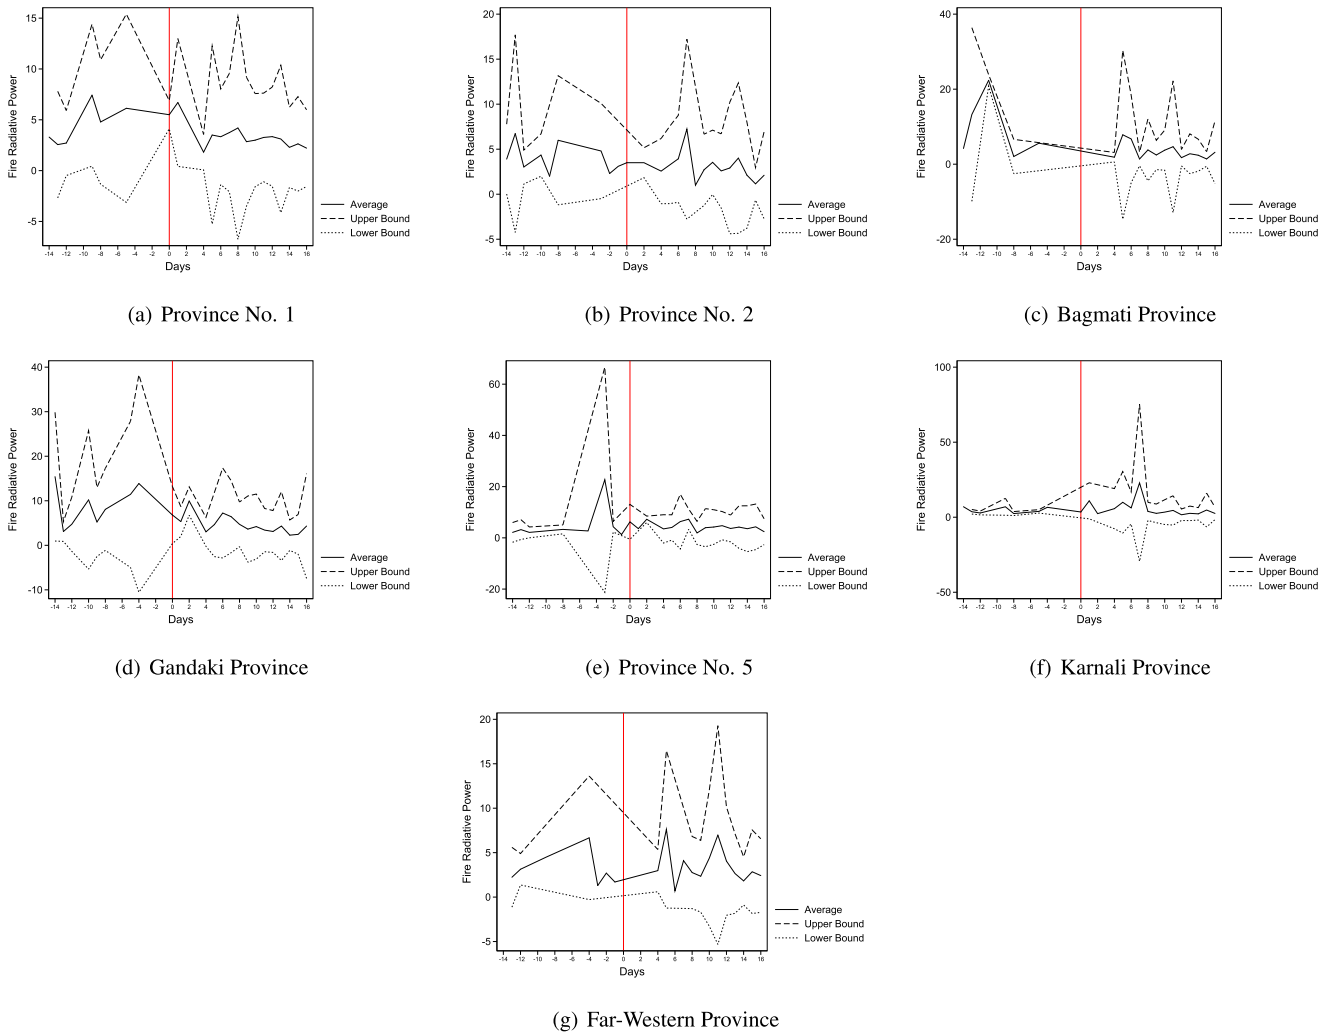 15
10
5
0
-5
Fire Radiative Power
-14 -12 -10 -8 -6 -4 -2 0 2 4 6 8 10 12 14 16
Days
Average
Upper Bound
Lower Bound
(a) Province No. 1
20
15
10
5
0
-5
Fire Radiative Power
-14 -12 -10 -8 -6 -4 -2 0 2 4 6 8 10 12 14 16
Days
Average
Upper Bound
Lower Bound
(b) Province No. 2
40
20
0
-20
Fire Radiative Power
-14 -12 -10 -8 -6 -4 -2 0 2 4 6 8 10 12 14 16
Days
Average
Upper Bound
Lower Bound
(c) Bagmati Province
40
30
20
10
0
-10
Fire Radiative Power
-14 -12 -10 -8 -6 -4 -2 0 2 4 6 8 10 12 14 16
Days
Average
Upper Bound
Lower Bound
(d) Gandaki Province
60
40
20
0
-20
Fire Radiative Power
-14 -12 -10 -8 -6 -4 -2 0 2 4 6 8 10 12 14 16
Days
Average
Upper Bound
Lower Bound
(e) Province No. 5
100
50
0
-50
Fire Radiative Power
-14 -12 -10 -8 -6 -4 -2 0 2 4 6 8 10 12 14 16
Days
Average
Upper Bound
Lower Bound
(f) Karnali Province
20
15
10
5
0
-5
Fire Radiative Power
-14 -12 -10 -8 -6 -4 -2 0 2 4 6 8 10 12 14 16
Days
Average
Upper Bound
Lower Bound
(g) Far-Western Province